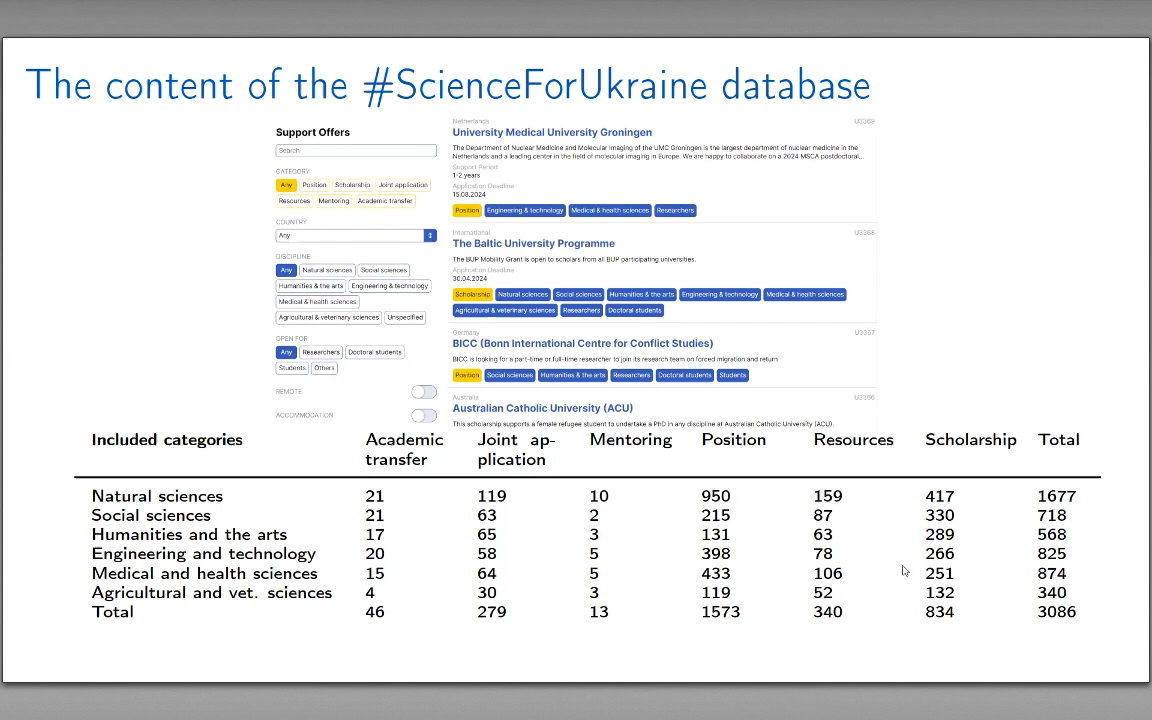 The content of the #ScienceForUkraine database
Support Offers
Search
CATEGORY
Any Position Scholarship Joint application
Resources Mentoring Academic transfer
COUNTRY
Any
DISCIPLINE
Any Natural sciences Social sciences
Humanities & the arts Engineering & technology
Medical & health sciences
Agricultural & veterinary sciences Unspecified
OPEN FOR
Any Researchers Doctoral students
Students Others
REMOTE
ACCOMMODATION
Netherlands U3369
University Medical University Groningen
The Department of Nuclear Medicine and Molecular Imaging of the UMC Groningen is the largest department of nuclear medicine in the
Netherlands and a leading center in the field of molecular imaging in Europe. We are happy to collaborate on a 2024 MSCA postdoctoral...
Support Period
1-2 years
Application Deadline
15.08.2024
Position Engineering & technology Medical & health sciences Researchers
International U3368
The Baltic University Programme
The BUP Mobility Grant is open to scholars from all BUP participating universities.
Application Deadline
30.04.2024
Scholarship Natural sciences Social sciences Humanities & the arts Engineering & technology Medical & health sciences
Agricultural & veterinary sciences Researchers Doctoral students
Germany U3367
BICC (Bonn International Centre for Conflict Studies)
BICC is looking for a part-time or full-time researcher to join its research team on forced migration and return
Position Social sciences Humanities & the arts Researchers Doctoral students Students
Australia U3366
Australian Catholic University (ACU)
This scholarship supports a female refugee student to undertake a PhD in any discipline at Australian Catholic University (ACU).
Included categories Academic Joint ap- Mentoring Position Resources Scholarship Total
transfer plication
Natural sciences 21 119 10 950 159 417 1677
Social sciences 21 63 2 215 87 330 718
Humanities and the arts 17 65 3 131 63 289 568
Engineering and technology 20 58 5 398 78 266 825
Medical and health sciences 15 64 5 433 106 251 874
Agricultural and vet. sciences 4 30 3 119 52 132 340
Total 46 279 13 1573 340 834 3086